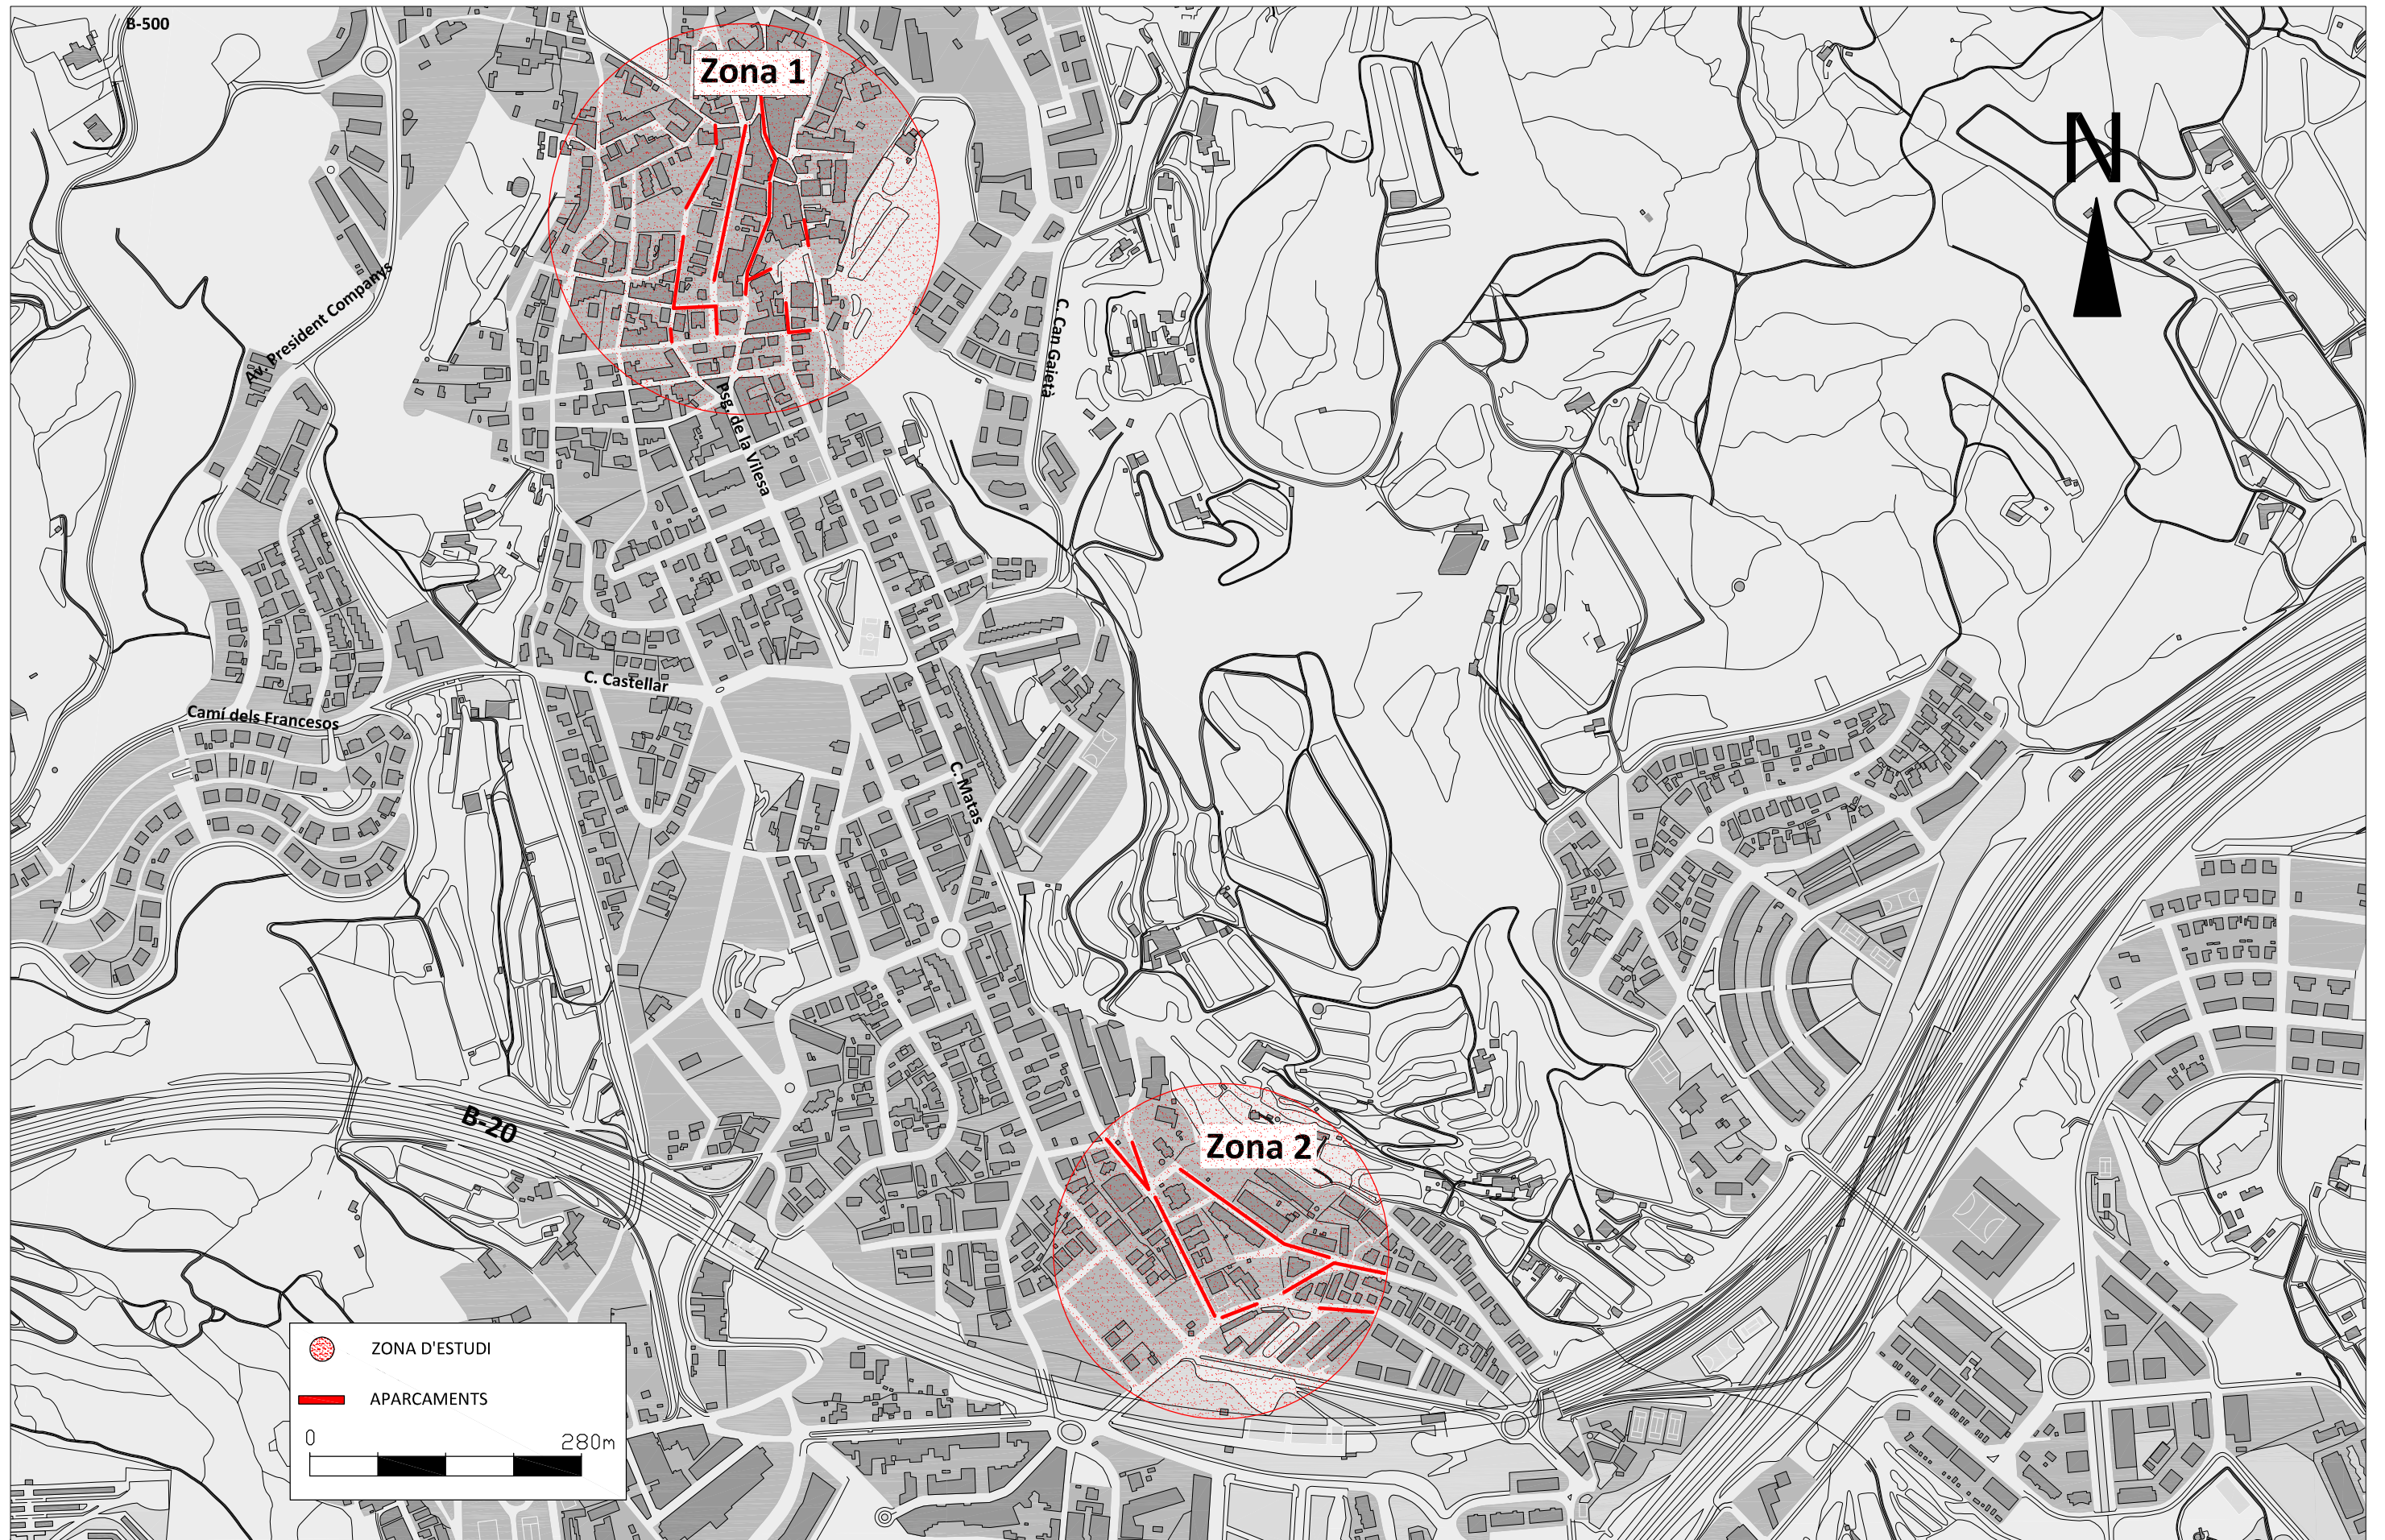 B-500
Zona 1
N
Av. President Companys
C. Can Gaietà
Psg. de la Vilesa
C. Castellar
Camí dels Francesos
C. Matas
B-20
Zona 2
ZONA D'ESTUDI
APARCAMENTS
0 280m